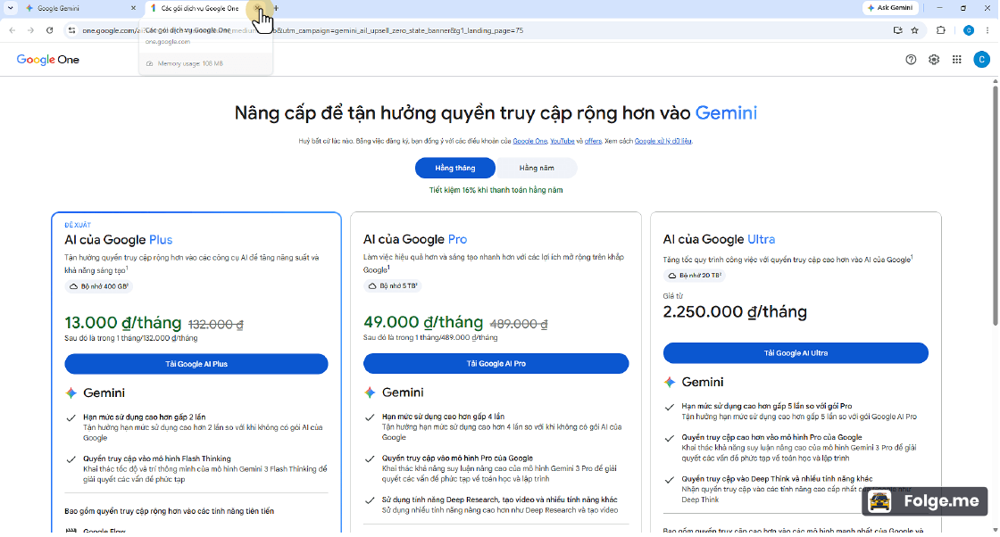 Google Gemini
Các gói dịch vụ Google One
Ask Gemini
one.google.com/ai
&utm_campaign=gemini_ail_upsell_zero_state_banner&g1_landing_page=75
Các gói dịch vụ Google One
one.google.com
Memory usage: 108 MB
Google One
C
Nâng cấp để tận hưởng quyền truy cập rộng hơn vào Gemini
Huỷ bất cứ lúc nào. Bằng việc đăng ký, bạn đồng ý với các điều khoản của Google One, YouTube và offers. Xem cách Google xử lý dữ liệu.
Hằng tháng
Hằng năm
Tiết kiệm 16% khi thanh toán hằng năm
ĐỀ XUẤT
AI của Google Plus
Tận hưởng quyền truy cập rộng hơn vào các công cụ AI để tăng năng suất và
khả năng sáng tạo1
Bộ nhớ 400 GB2
13.000 ₫/tháng 132.000 ₫
Sau đó là trong 1 tháng/132.000 ₫/tháng
Tải Google AI Plus
Gemini
Hạn mức sử dụng cao hơn gấp 2 lần
Tận hưởng hạn mức sử dụng cao hơn 2 lần so với khi không có gói AI của
Google
Quyền truy cập vào mô hình Flash Thinking
Khai thác tốc độ và trí thông minh của mô hình Gemini 3 Flash Thinking để
giải quyết các vấn đề phức tạp
Bao gồm quyền truy cập rộng hơn vào các tính năng tiên tiến
Google Flow
AI của Google Pro
Làm việc hiệu quả hơn và sáng tạo nhanh hơn với các lợi ích mở rộng trên khắp
Google1
Bộ nhớ 5 TB2
49.000 ₫/tháng 489.000 ₫
Sau đó là trong 1 tháng/489.000 ₫/tháng
Tải Google AI Pro
Gemini
Hạn mức sử dụng cao hơn gấp 4 lần
Tận hưởng hạn mức sử dụng cao hơn 4 lần so với khi không có gói AI của
Google
Quyền truy cập vào mô hình Pro của Google
Khai thác khả năng suy luận nâng cao của mô hình Gemini 3 Pro để giải
quyết các vấn đề phức tạp về toán học và lập trình
Sử dụng tính năng Deep Research, tạo video và nhiều tính năng khác
Sử dụng nhiều tính năng cao hơn như Deep Research và tạo video
AI của Google Ultra
Tăng tốc quy trình công việc với quyền truy cập cao hơn vào AI của Google1
Bộ nhớ 20 TB2
Giá từ
2.250.000 ₫/tháng
Tải Google AI Ultra
Gemini
Hạn mức sử dụng cao hơn gấp 5 lần so với gói Pro
Tận hưởng hạn mức sử dụng cao hơn gấp 5 lần so với gói Google AI Pro
Quyền truy cập cao hơn vào mô hình Pro của Google
Khai thác khả năng suy luận nâng cao của mô hình Gemini 3 Pro để giải
quyết các vấn đề phức tạp về toán học và lập trình
Quyền truy cập vào Deep Think và nhiều tính năng khác
Nhận quyền truy cập vào các tính năng cao cấp nhất của Google như
Deep Think
Bao gồm quyền truy cập cao hơn vào các mô hình mạnh nhất của Google và
Folge.me